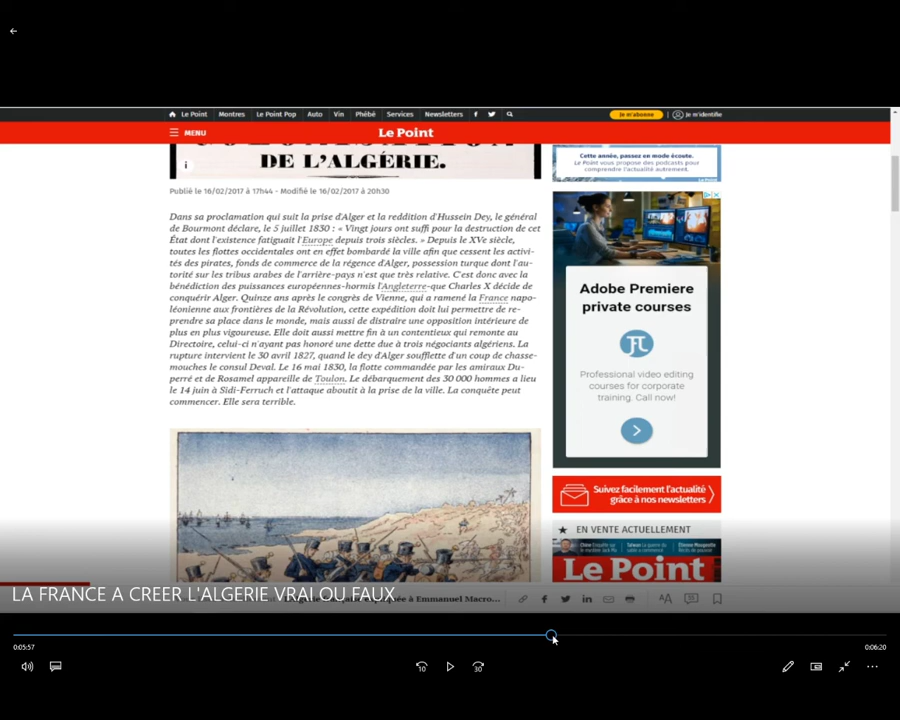 Le Point Montres Le Point Pop Auto Vin Phébé Services Newsletters Je m'abonne Je m'identifie
MENU Le Point
DE L'ALGÉRIE.
i
Publié le 16/02/2017 à 17h44 - Modifié le 16/02/2017 à 20h30
Dans sa proclamation qui suit la prise d'Alger et la reddition d'Hussein Dey, le général
de Bourmont déclare, le 5 juillet 1830 : « Vingt jours ont suffi pour la destruction de cet
État dont l'existence fatiguait l'Europe depuis trois siècles. » Depuis le XVe siècle,
toutes les flottes occidentales ont en effet bombardé la ville afin que cessent les activi-
tés des pirates, fonds de commerce de la régence d'Alger, possession turque dont l'au-
torité sur les tribus arabes de l'arrière-pays n'est que très relative. C'est donc avec la
bénédiction des puissances européennes-hormis l'Angleterre-que Charles X décide de
conquérir Alger. Quinze ans après le congrès de Vienne, qui a ramené la France napo-
léonienne aux frontières de la Révolution, cette expédition doit lui permettre de re-
prendre sa place dans le monde, mais aussi de distraire une opposition intérieure de
plus en plus vigoureuse. Elle doit aussi mettre fin à un contentieux qui remonte au
Directoire, celui-ci n'ayant pas honoré une dette due à trois négociants algériens. La
rupture intervient le 30 avril 1827, quand le dey d'Alger soufflette d'un coup de chasse-
mouches le consul Deval. Le 16 mai 1830, la flotte commandée par les amiraux Du-
perré et de Rosamel appareille de Toulon. Le débarquement des 30 000 hommes a lieu
le 14 juin à Sidi-Ferruch et l'attaque aboutit à la prise de la ville. La conquête peut
commencer. Elle sera terrible.
Cette année, passez en mode écoute.
Le Point vous propose des podcasts pour
comprendre l'actualité autrement.
Le Point
Adobe Premiere
private courses
Professional video editing
courses for corporate
training. Call now!
Suivez facilement l'actualité
grâce à nos newsletters
EN VENTE ACTUELLEMENT
Le Point
à Emmanuel Macro...
LA FRANCE A CREER L'ALGERIE VRAI OU FAUX
0:05:57
0:06:20
10
30